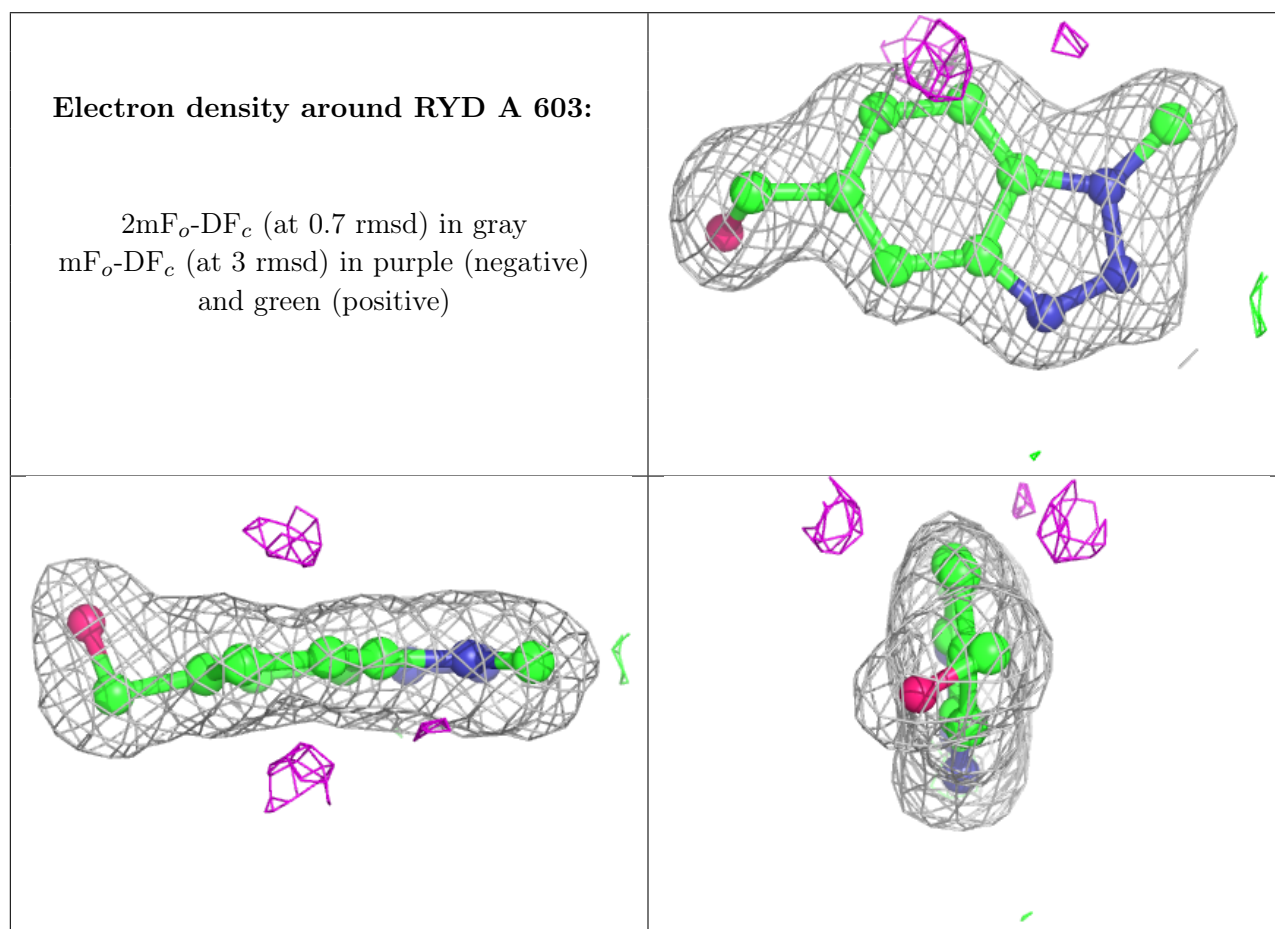 Electron density around RYD A 603:
2mFₒ-DF𝒸 (at 0.7 rmsd) in gray
mFₒ-DF𝒸 (at 3 rmsd) in purple (negative)
and green (positive)